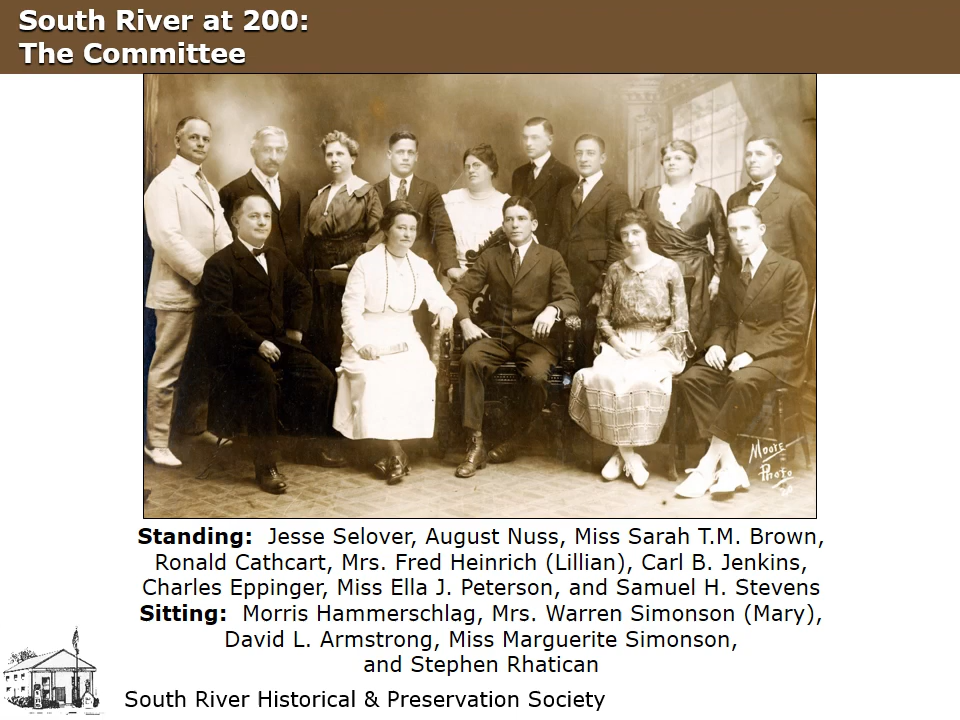 South River at 200:
The Committee
Moore
Photo
Standing: Jesse Selover, August Nuss, Miss Sarah T.M. Brown,
Ronald Cathcart, Mrs. Fred Heinrich (Lillian), Carl B. Jenkins,
Charles Eppinger, Miss Ella J. Peterson, and Samuel H. Stevens
Sitting: Morris Hammerschlag, Mrs. Warren Simonson (Mary),
David L. Armstrong, Miss Marguerite Simonson,
and Stephen Rhatican
South River Historical & Preservation Society